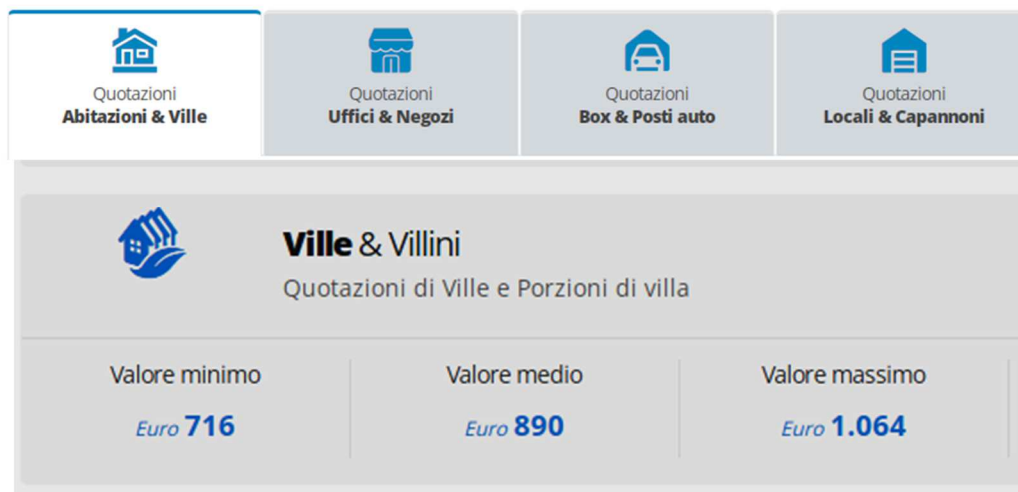 Quotazioni
Abitazioni & Ville
Quotazioni
Uffici & Negozi
Quotazioni
Box & Posti auto
Quotazioni
Locali & Capannoni
Ville & Villini
Quotazioni di Ville e Porzioni di villa
Valore minimo
Euro 716
Valore medio
Euro 890
Valore massimo
Euro 1.064